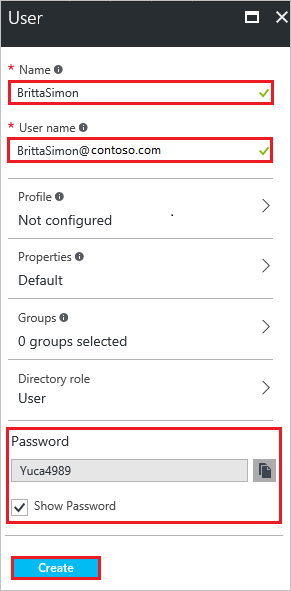 User
* Name
BrittaSimon
* User name
BrittaSimon@contoso.com
Profile
Not configured
Properties
Default
Groups
0 groups selected
Directory role
User
Password
Yuca4989
Show Password
Create